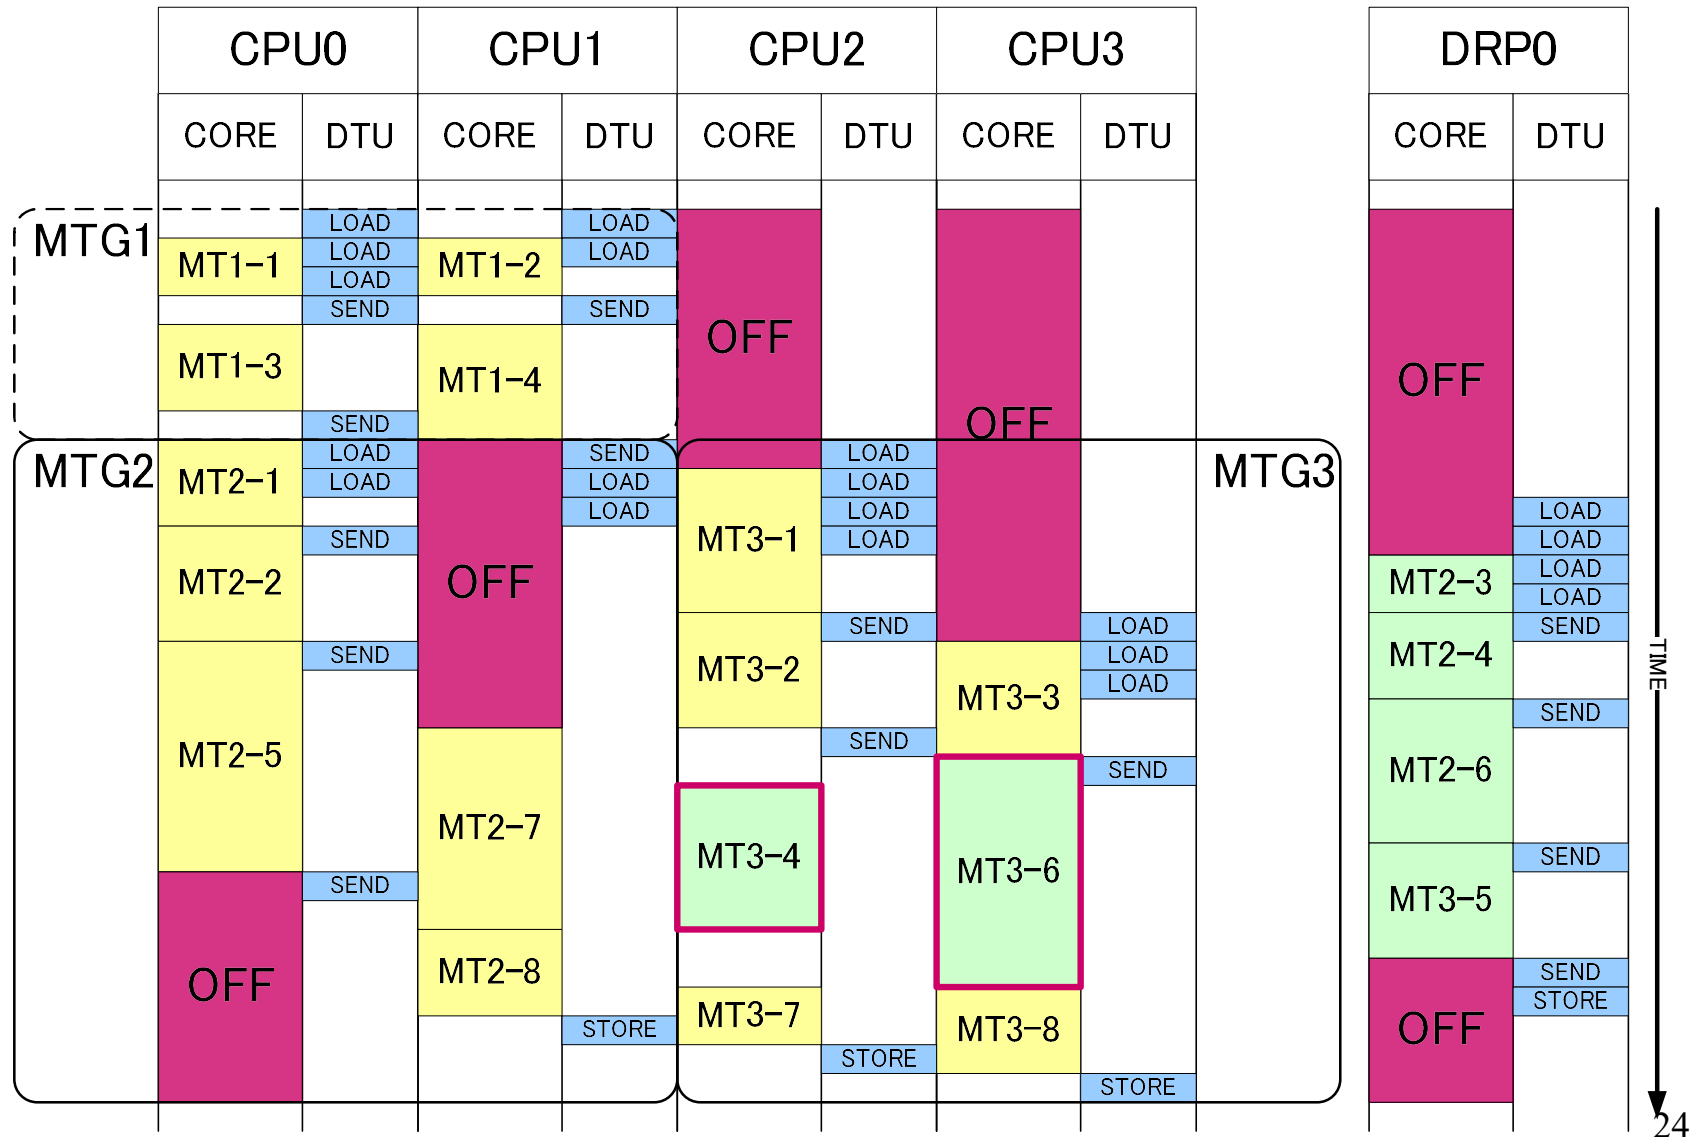 CPU0 CPU1 CPU2 CPU3 DRP0
CORE DTU CORE DTU CORE DTU CORE DTU CORE DTU
MTG1 LOAD LOAD
MT1-1 LOAD MT1-2 LOAD
LOAD
SEND SEND
OFF
MT1-3 MT1-4 OFF
SEND OFF
MTG2 MT2-1 LOAD SEND LOAD MTG3
LOAD LOAD LOAD
LOAD LOAD LOAD
SEND MT3-1 LOAD LOAD
MT2-2 OFF MT2-3 LOAD
LOAD
SEND LOAD SEND
SEND MT3-2 LOAD MT2-4
MT3-3 LOAD
SEND
SEND
MT2-5 SEND MT2-6
MT2-7 MT3-4 MT3-6 SEND
SEND MT3-5
MT2-8 SEND
OFF MT3-7 STORE
STORE MT3-8 OFF
STORE
STORE
TIME
24